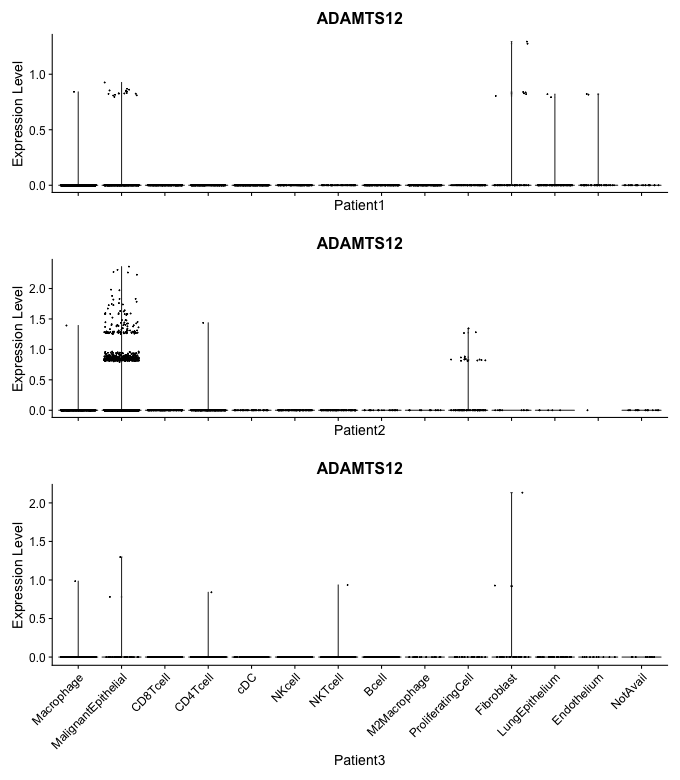 ADAMTS12
Expression Level
1.0
0.5
0.0
Patient1
ADAMTS12
Expression Level
2.0
1.5
1.0
0.5
0.0
Patient2
ADAMTS12
Expression Level
2.0
1.5
1.0
0.5
0.0
Macrophage
MalignantEpithelial
CD8Tcell
CD4Tcell
cDC
NKcell
NKTcell
Bcell
M2Macrophage
ProliferatingCell
Fibroblast
LungEpithelium
Endothelium
NotAvail
Patient3